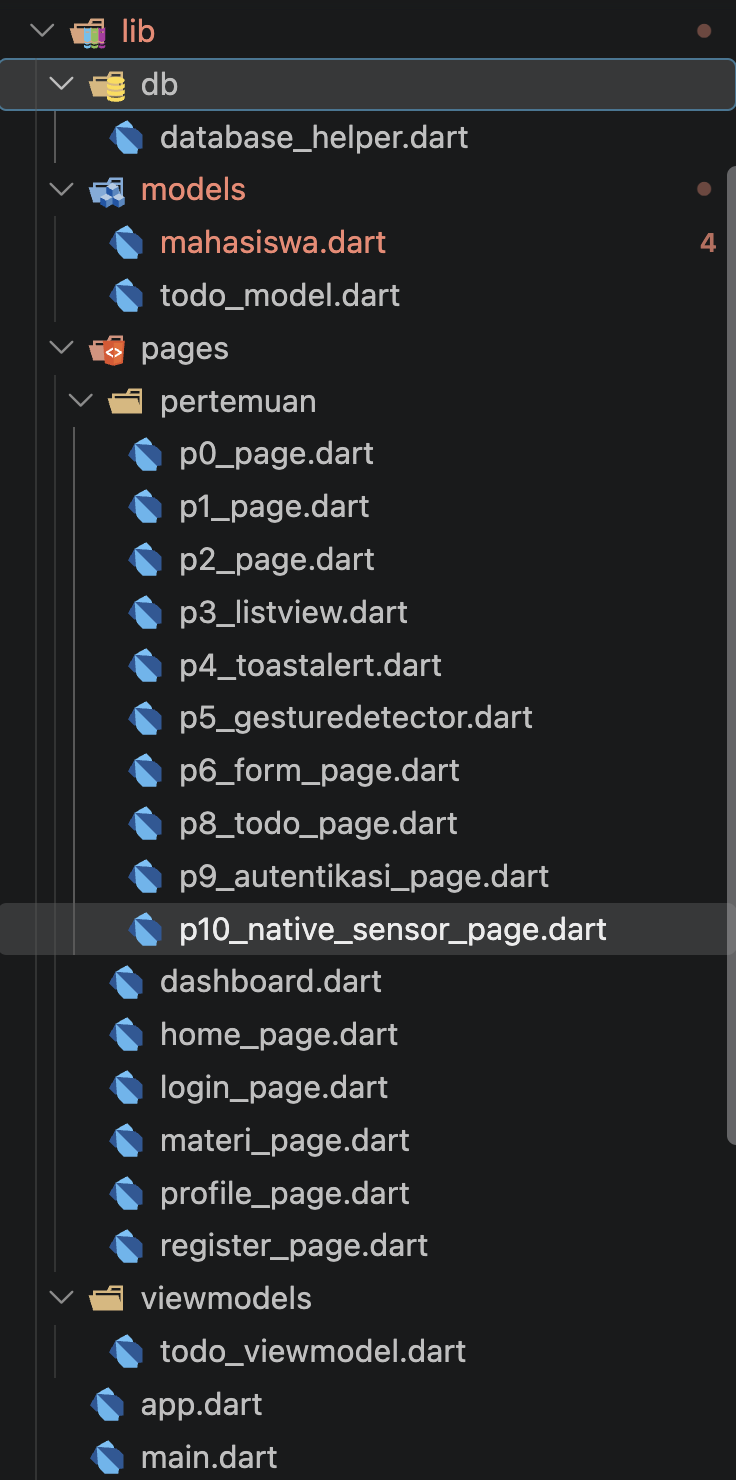 lib
db
database_helper.dart
models
mahasiswa.dart 4
todo_model.dart
pages
pertemuan
p0_page.dart
p1_page.dart
p2_page.dart
p3_listview.dart
p4_toastalert.dart
p5_gesturedetector.dart
p6_form_page.dart
p8_todo_page.dart
p9_autentikasi_page.dart
p10_native_sensor_page.dart
dashboard.dart
home_page.dart
login_page.dart
materi_page.dart
profile_page.dart
register_page.dart
viewmodels
todo_viewmodel.dart
app.dart
main.dart